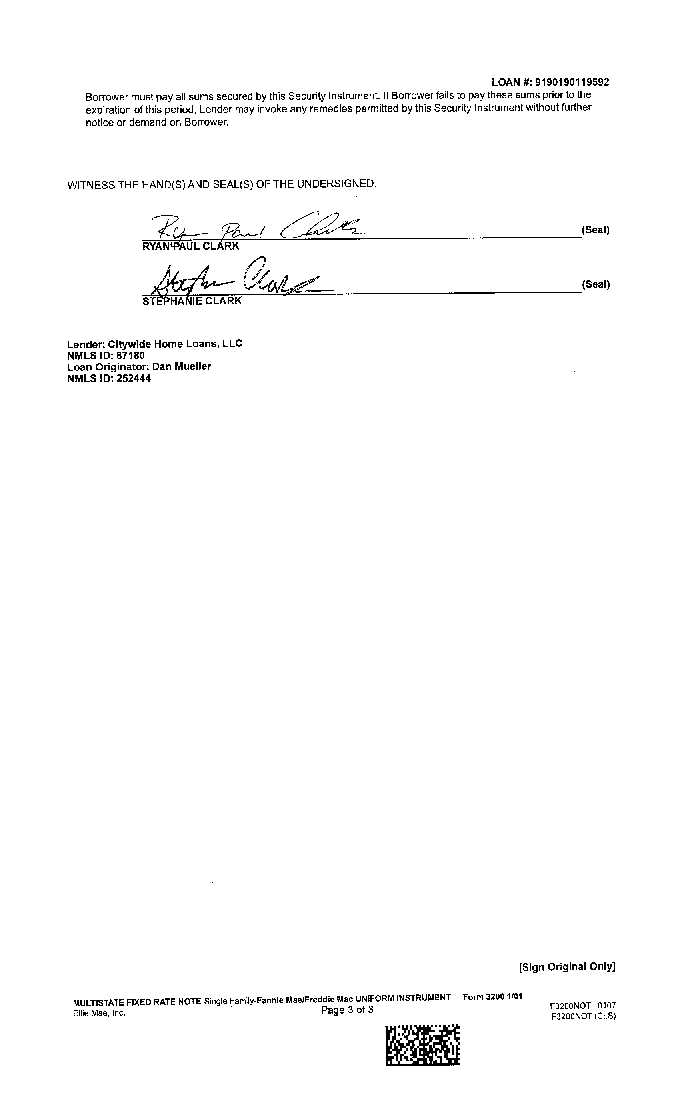 LOAN #: 9190190119592
Borrower must pay all sums secured by this Security Instrument. If Borrower fails to pay these sums prior to the
expiration of this period, Lender may invoke any remedies permitted by this Security Instrument without further
notice or demand on Borrower.
WITNESS THE HAND(S) AND SEAL(S) OF THE UNDERSIGNED.
Ryan Paul Clark
(Seal)
RYAN PAUL CLARK
Stephanie Clark
(Seal)
STEPHANIE CLARK
Lender: Citywide Home Loans, LLC
NMLS ID: 67180
Loan Originator: Dan Mueller
NMLS ID: 252444
[Sign Original Only]
MULTISTATE FIXED RATE NOTE Single Family-Fannie Mae/Freddie Mac UNIFORM INSTRUMENT Form 3200 1/01
Ellie Mae, Inc. Page 3 of 3 F3200NOT 0107
F3200NOT (CLS)